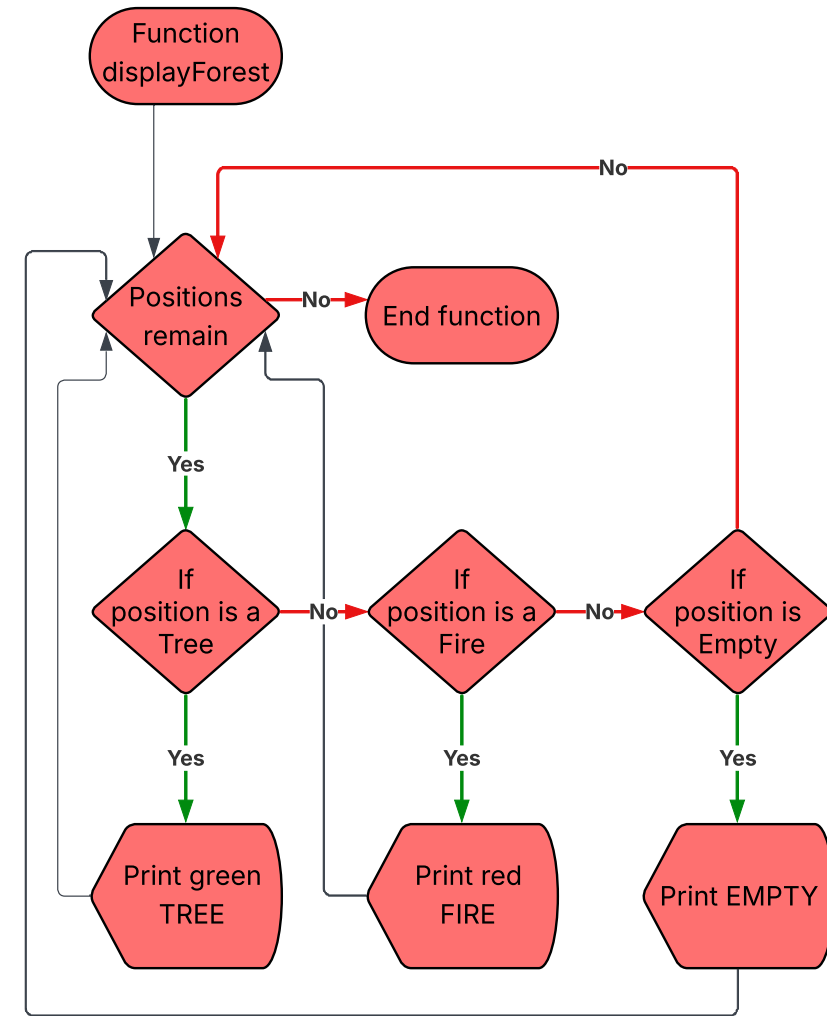 Function
displayForest
No
Positions
remain
No
End function
Yes
If
position is a
Tree
No
If
position is a
Fire
No
If
position is
Empty
Yes
Yes
Yes
Print green
TREE
Print red
FIRE
Print EMPTY